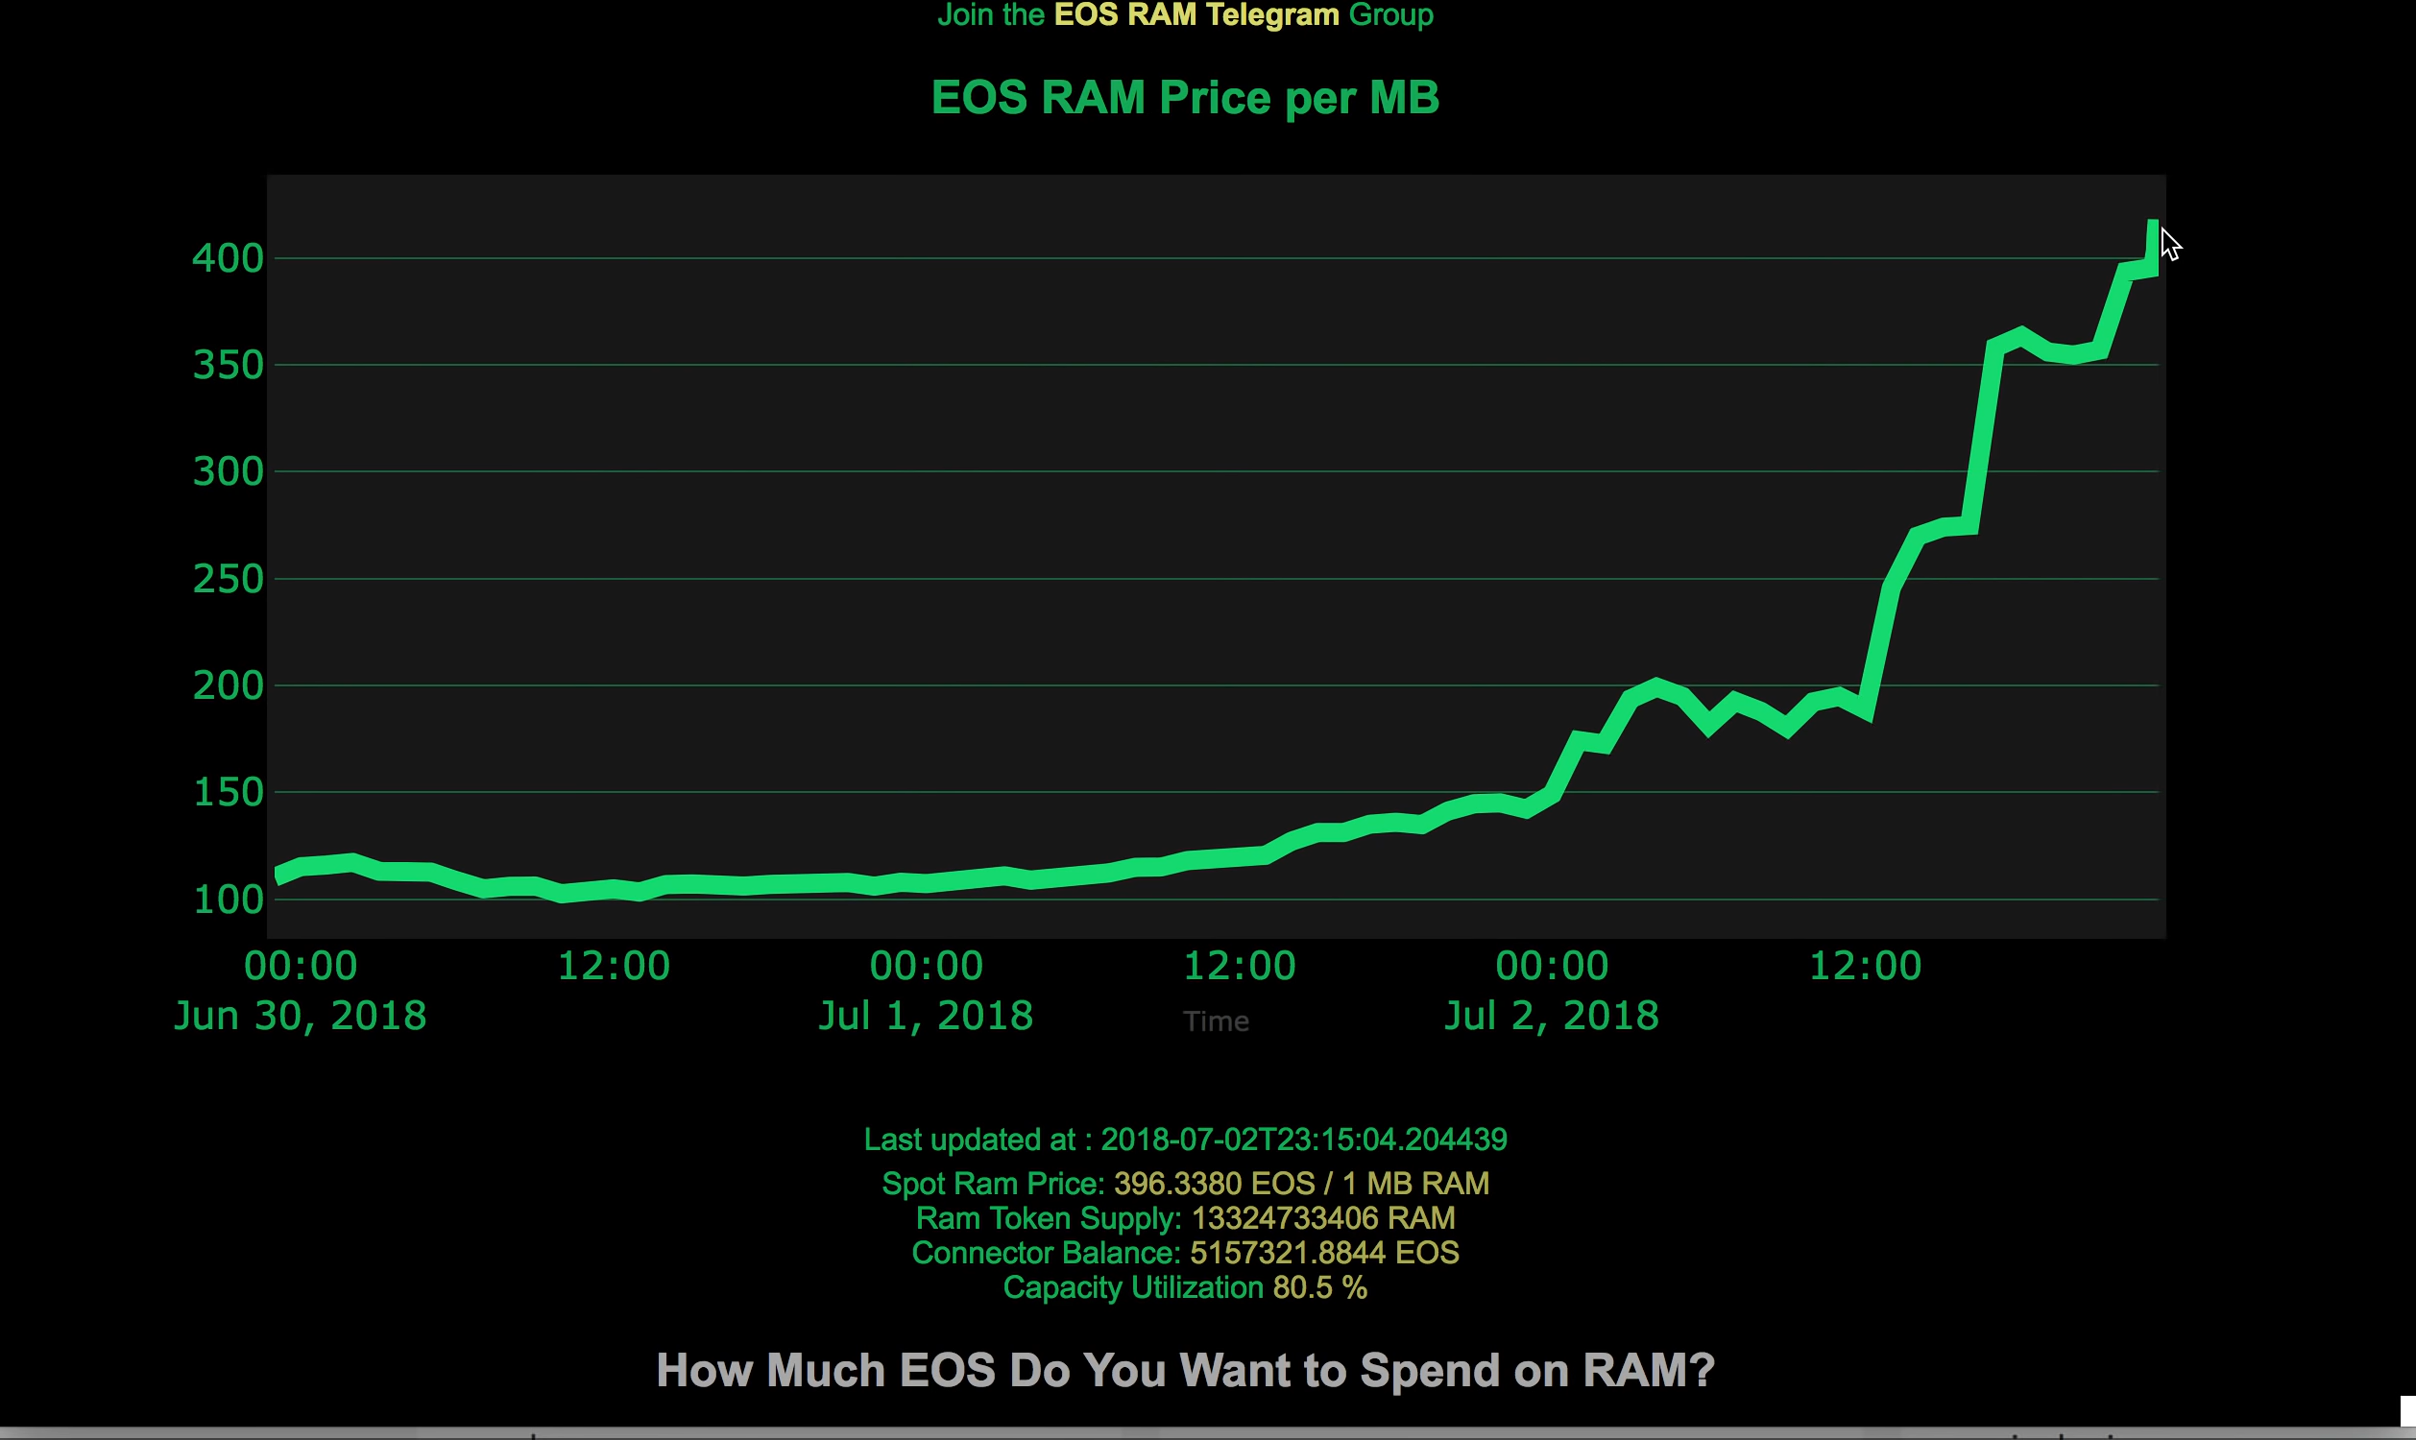 Join the EOS RAM Telegram Group
EOS RAM Price per MB
400
350
300
250
200
150
100
00:00 12:00 00:00 12:00 00:00 12:00
Jun 30, 2018 Jul 1, 2018 Time Jul 2, 2018
Last updated at : 2018-07-02T23:15:04.204439
Spot Ram Price: 396.3380 EOS / 1 MB RAM
Ram Token Supply: 13324733406 RAM
Connector Balance: 5157321.8844 EOS
Capacity Utilization 80.5 %
How Much EOS Do You Want to Spend on RAM?